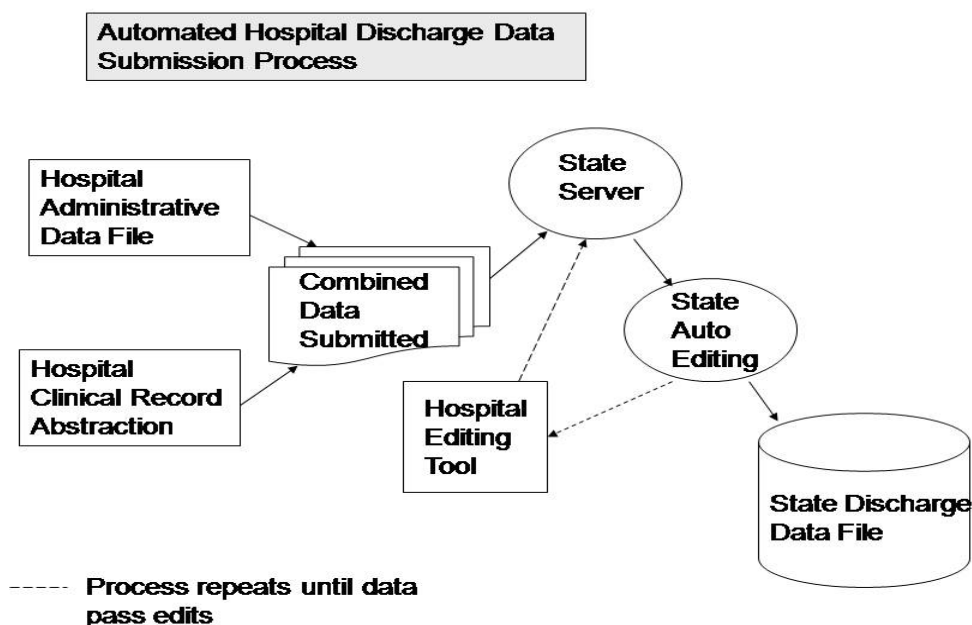 Automated Hospital Discharge Data
Submission Process
Hospital
Administrative
Data File
Hospital
Clinical Record
Abstraction
Combined
Data
Submitted
State
Server
State
Auto
Editing
Hospital
Editing
Tool
State Discharge
Data File
Process repeats until data
pass edits